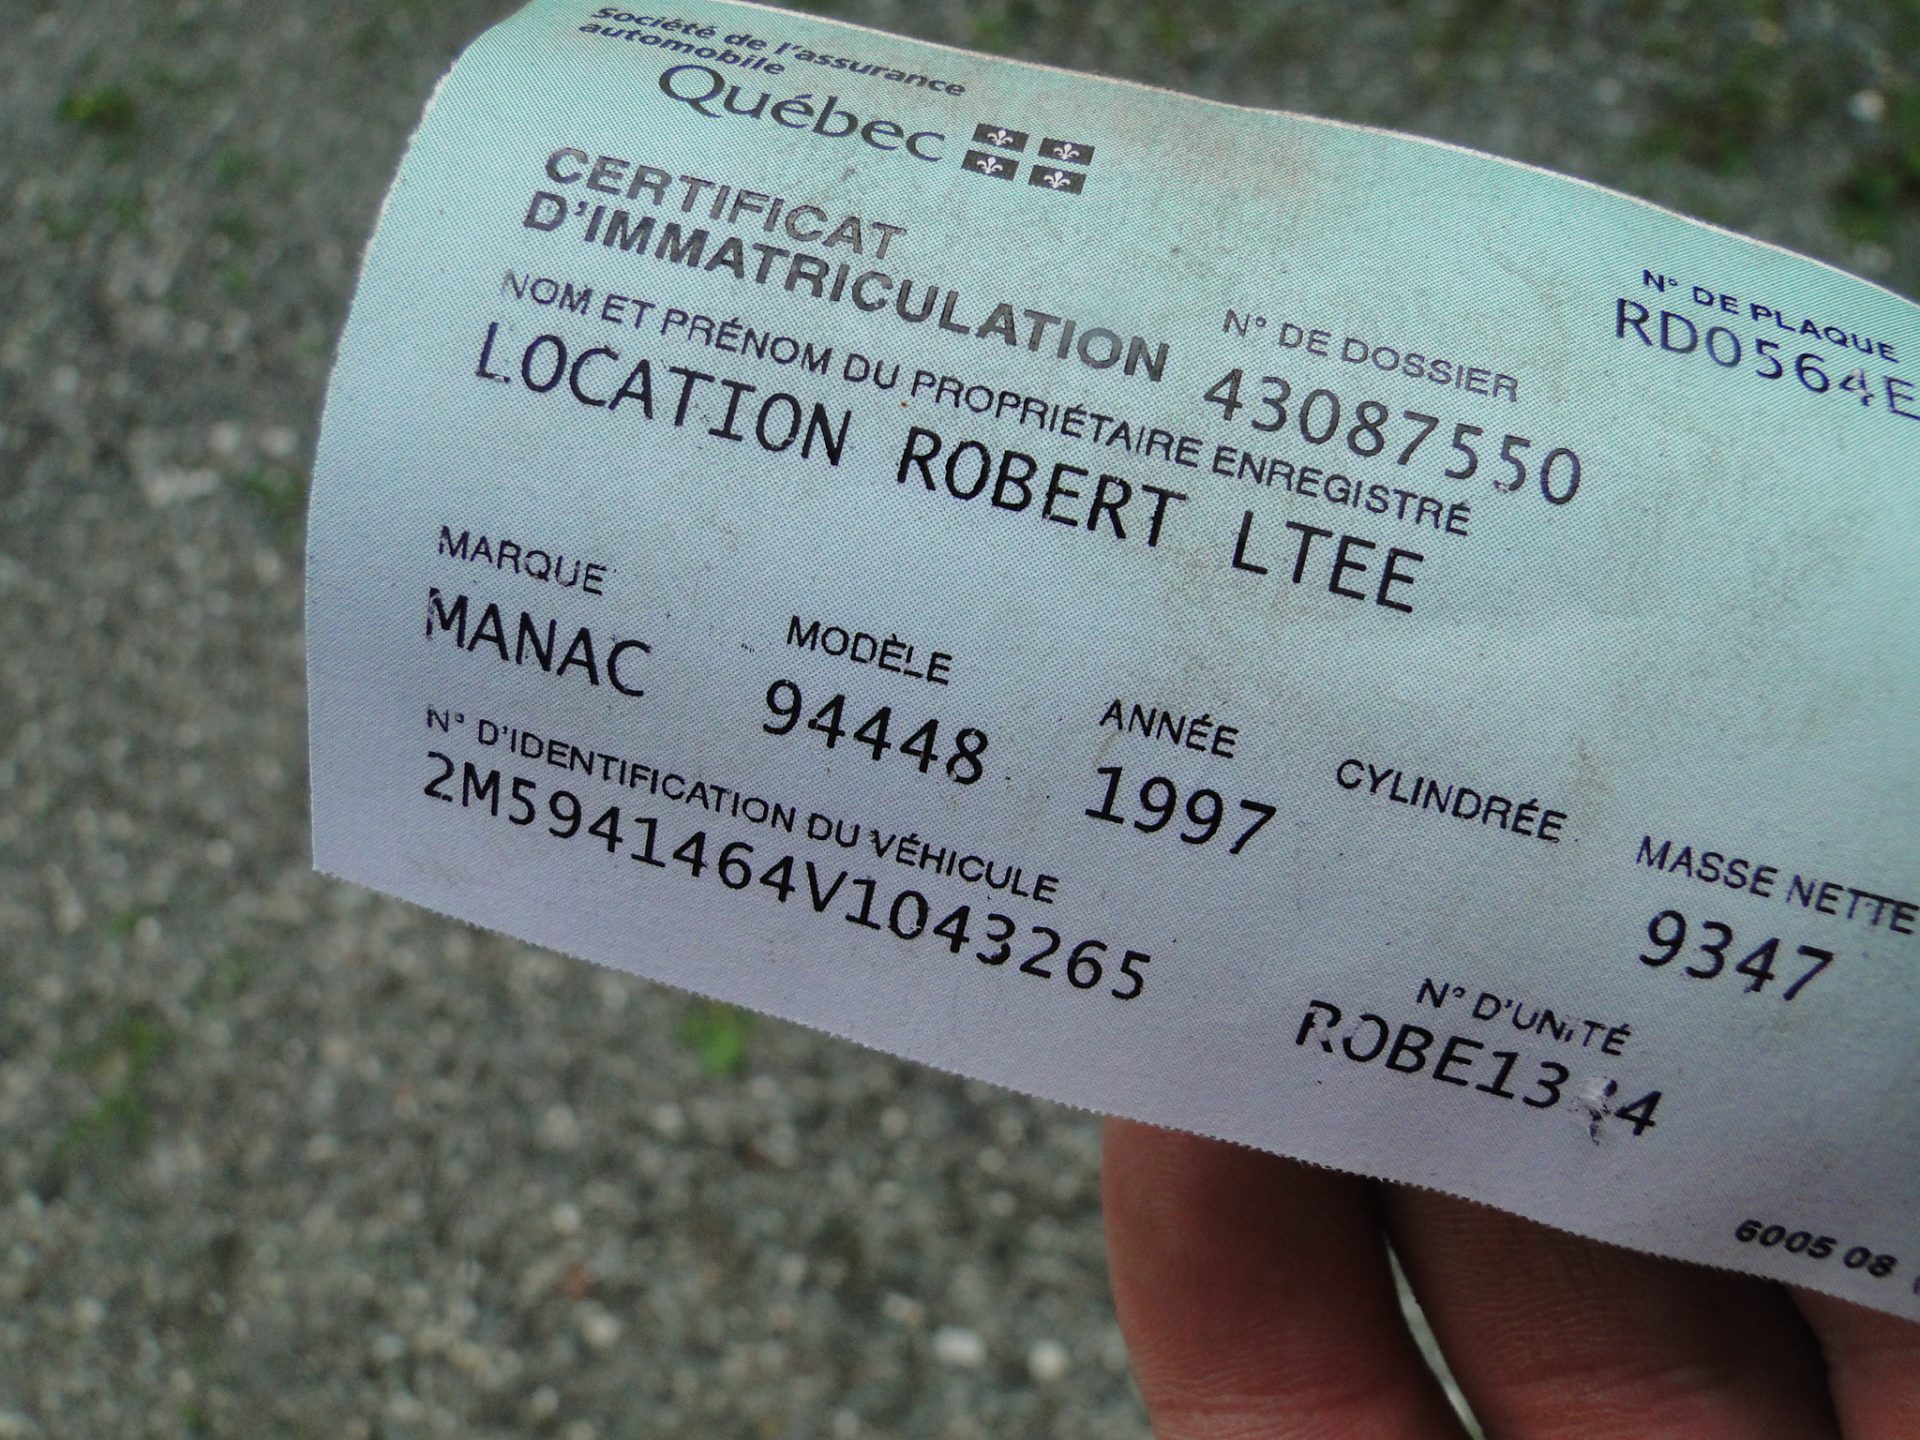 Société de l'assurance
automobile
Québec
CERTIFICAT
D'IMMATRICULATION
N° DE DOSSIER
43087550
N° DE PLAQUE
RD0564E
NOM ET PRÉNOM DU PROPRIÉTAIRE ENREGISTRÉ
LOCATION ROBERT LTEE
MARQUE MODÈLE ANNÉE CYLINDRÉE MASSE NETTE
MANAC 94448 1997 9347
N° D'IDENTIFICATION DU VÉHICULE
2M5941464V1043265
N° D'UNITÉ
6005 08